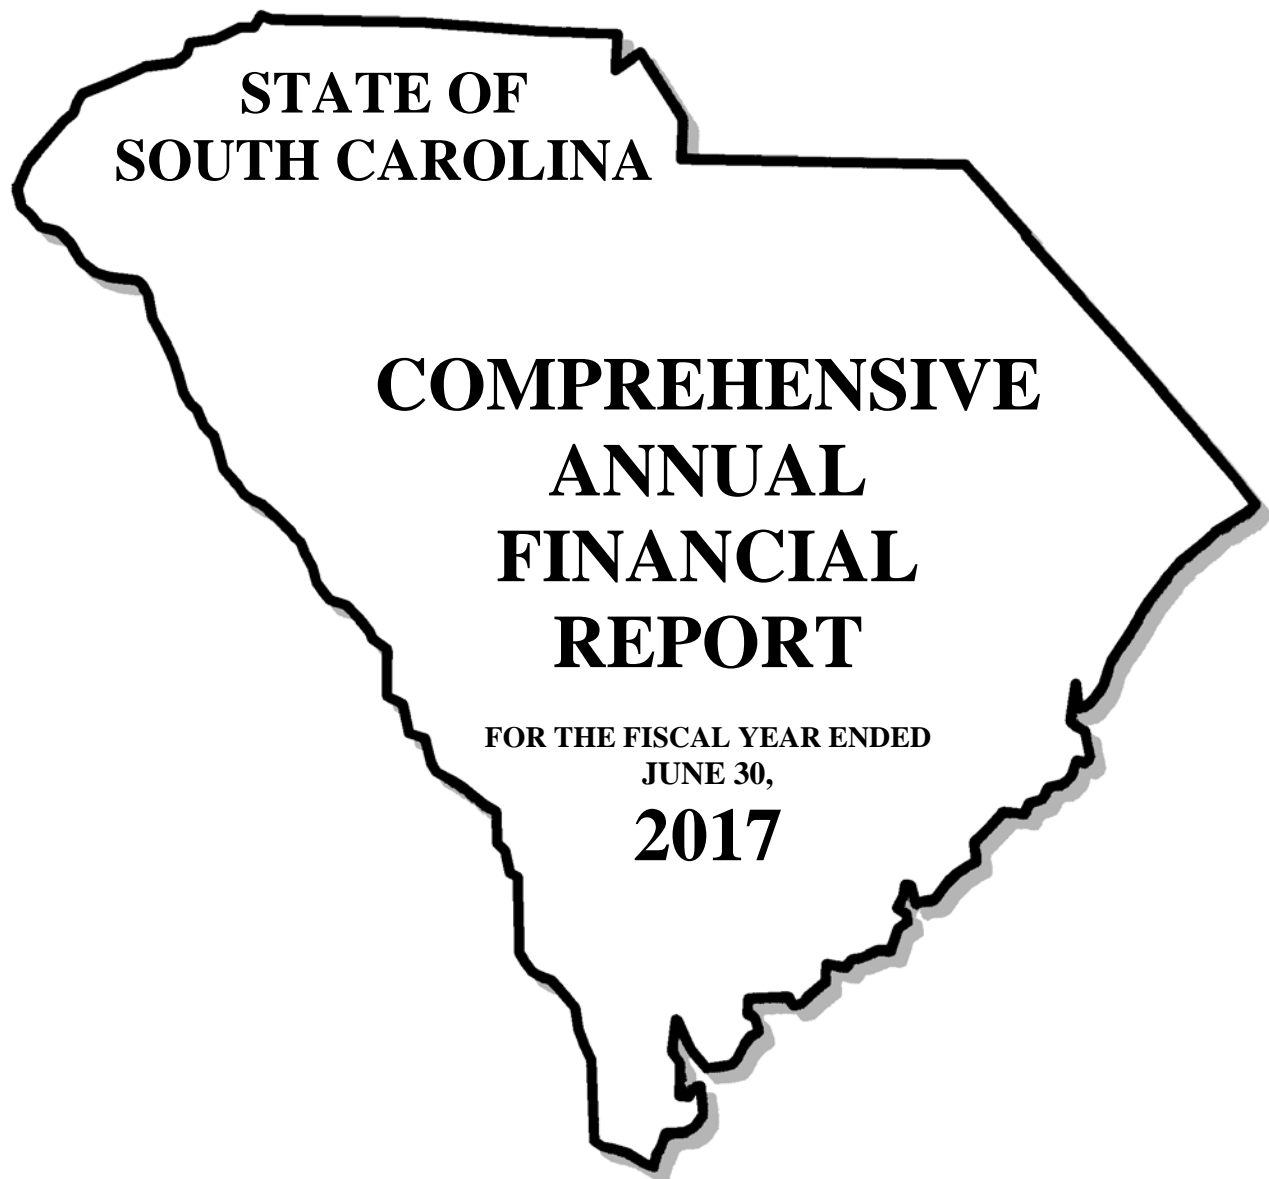 STATE OF
SOUTH CAROLINA
COMPREHENSIVE
ANNUAL
FINANCIAL
REPORT
FOR THE FISCAL YEAR ENDED
JUNE 30,
2017